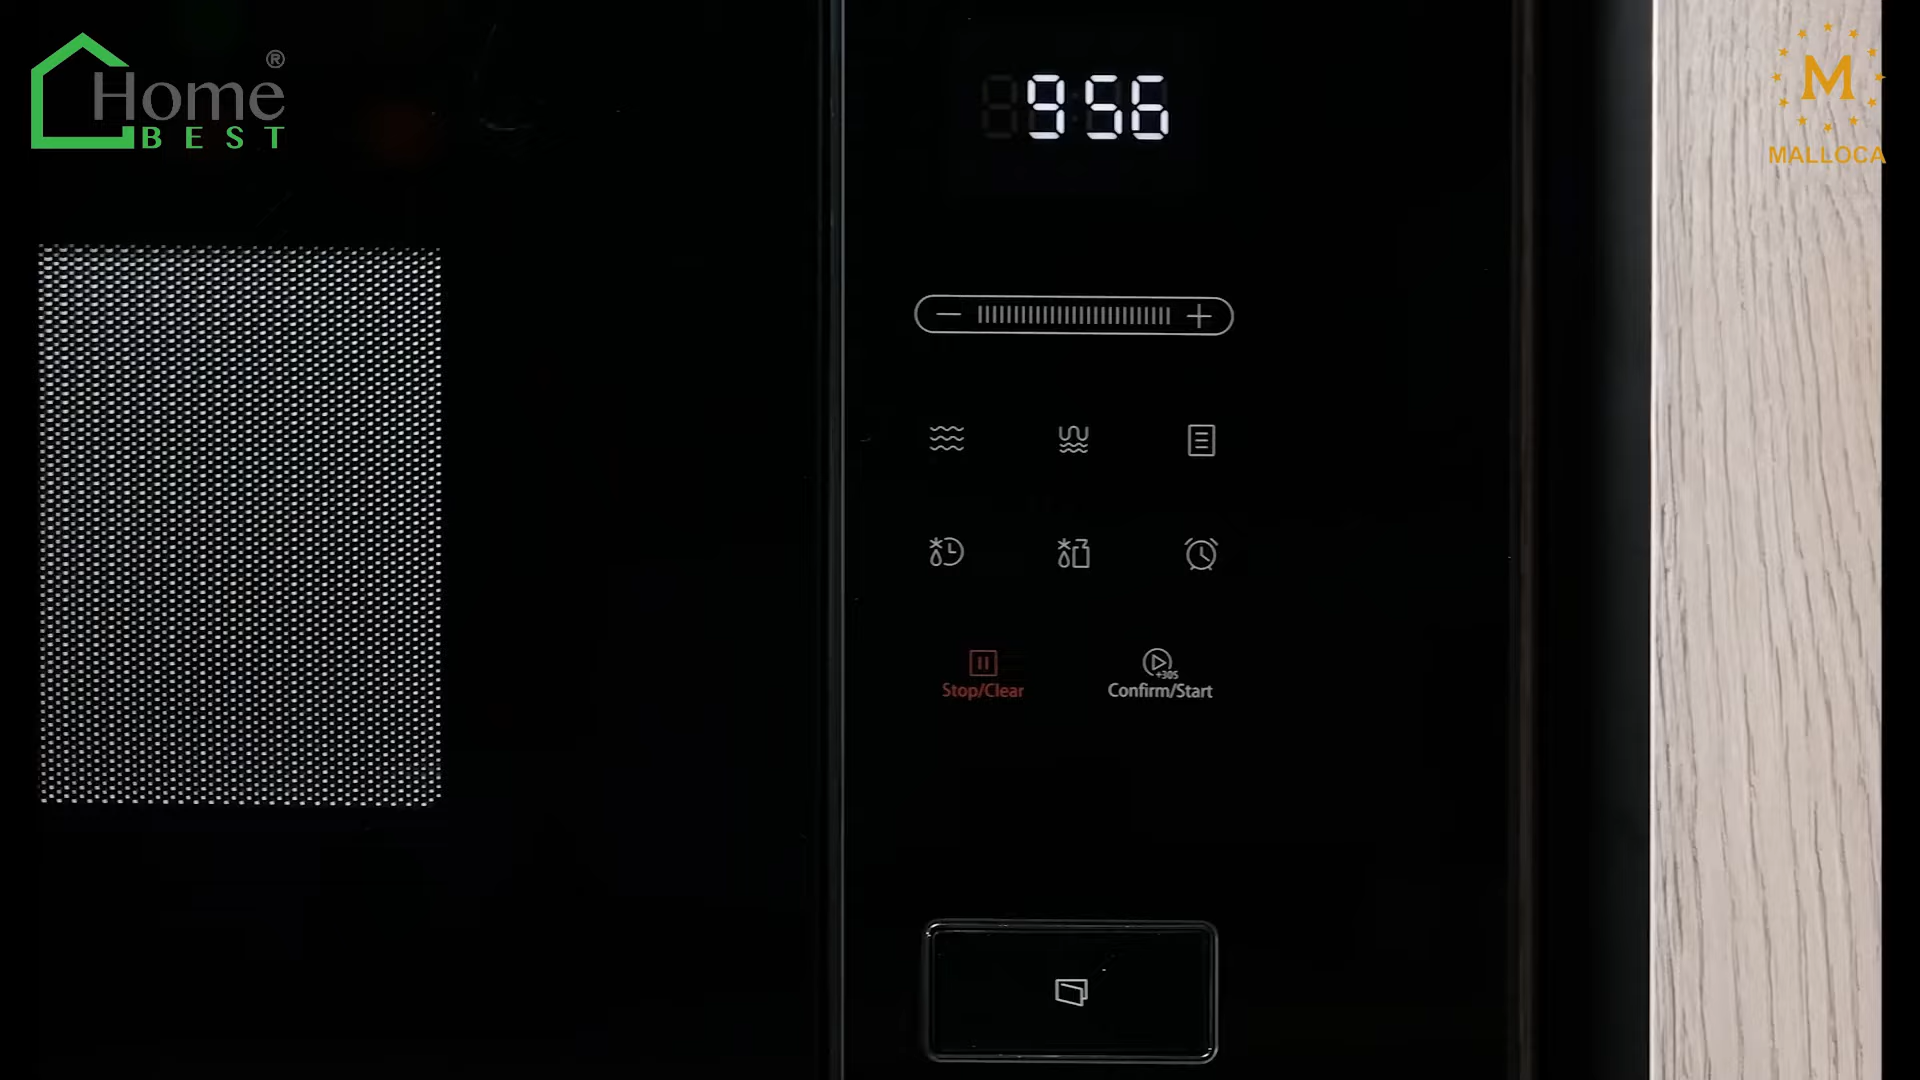 Home®
BEST
M
MALLOCA
956
+30S
Stop/Clear
Confirm/Start